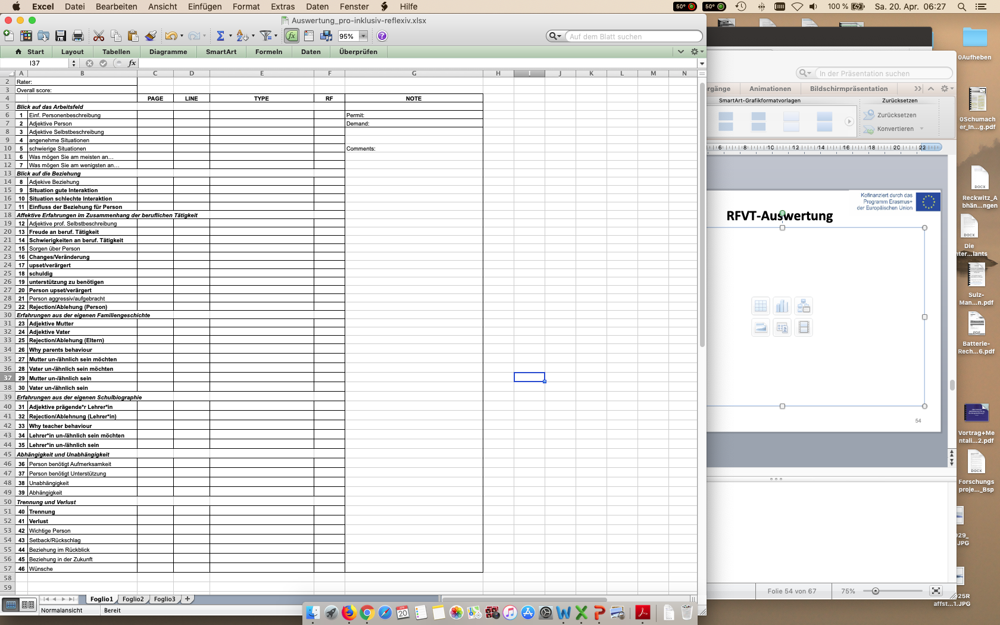 Excel Datei Bearbeiten Ansicht Einfügen Format Extras Daten Fenster Hilfe
50° 50° 100 % Sa. 20. Apr. 06:27
Auswertung_pro-inklusiv-reflexiv.xlsx
95% Auf dem Blatt suchen
Start Layout Tabellen Diagramme SmartArt Formeln Daten Überprüfen
I37 fx
A B C D E F G H I J K L M N
2 Rater:
3 Overall score:
4 PAGE LINE TYPE RF NOTE
5 Blick auf das Arbeitsfeld
6 1 Einf. Personenbeschreibung Permit:
7 2 Adjektive Person Demand:
8 3 Adjektive Selbstbeschreibung
9 4 angenehme Situationen
10 5 schwierige Situationen Comments:
11 6 Was mögen Sie am meisten an...
12 7 Was mögen Sie am wenigsten an...
13 Blick auf die Beziehung
14 8 Adjekive Beziehung
15 9 Situation gute Interaktion
16 10 Situation schlechte Interaktion
17 11 Einfluss der Beziehung für Person
18 Affektive Erfahrungen im Zusammenhang der beruflichen Tätigkeit
19 12 Adjektive prof. Selbstbeschreibung
20 13 Freude an beruf. Tätigkeit
21 14 Schwierigkeiten an beruf. Tätigkeit
22 15 Sorgen über Person
23 16 Changes/Veränderung
24 17 upset/verärgert
25 18 schuldig
26 19 unterstützung zu benötigen
27 20 Person upset/verärgert
28 21 Person aggressiv/aufgebracht
29 22 Rejection/Ablehung (Person)
30 Erfahrungen aus der eigenen Familiengeschichte
31 23 Adjektive Mutter
32 24 Adjektive Vater
33 25 Rejection/Ablehung (Eltern)
34 26 Why parents behaviour
35 27 Mutter un-/ähnlich sein möchten
36 28 Vater un-/ähnlich sein möchten
37 29 Mutter un-/ähnlich sein
38 30 Vater un-/ähnlich sein
39 Erfahrungen aus der eigenen Schulbiographie
40 31 Adjektive prägende*r Lehrer*in
41 32 Rejection/Ablehnung (Lehrer*in)
42 33 Why teacher behaviour
43 34 Lehrer*in un-/ähnlich sein möchten
44 35 Lehrer*in un-/ähnlich sein
45 Abhängigkeit und Unabhängigkeit
46 36 Person benötigt Aufmerksamkeit
47 37 Person benötigt Unterstützung
48 38 Unabhängigkeit
49 39 Abhängigkeit
50 Trennung und Verlust
51 40 Trennung
52 41 Verlust
53 42 Wichtige Person
54 43 Setback/Rückschlag
55 44 Beziehung im Rückblick
56 45 Beziehung in der Zukunft
57 46 Wünsche
58
59
Foglio1 Foglio2 Foglio3
Normalansicht Bereit
In der Präsentation suchen
rgänge Animationen Bildschirmpräsentation
SmartArt-Grafikformatvorlagen Zurücksetzen
Zurücksetzen
Konvertieren
6 8 10 12 14 16 18 20 22
Kofinanziert durch das
Programm Erasmus+
der Europäischen Union
RFVT-Auswertung
54
Folie 54 von 67 75%
0Aufheben
0Schumach
er_In...g.pdf
DOCX
Reckwitz_A
bhän...ngen
DOCX
Die
nter...lants
Sulz-
Man...n.pdf
PDF
Batterie-
Rech...6.pdf
Vortrag+Me
ntali...2.pdf
DOCX
Forschungs
proje..._Bsp
029_
.JPG
25R
affst...1.JPG
APR
20